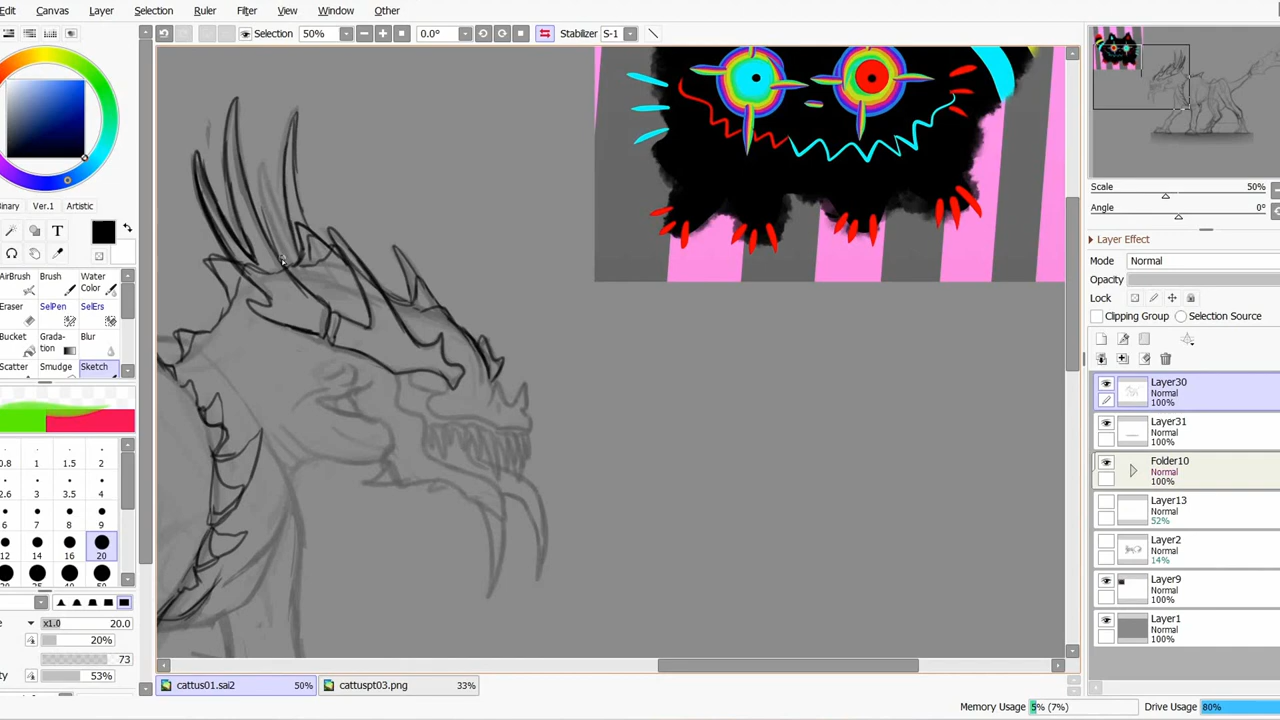 Edit Canvas Layer Selection Ruler Filter View Window Other
Selection 50% 0.0° Stabilizer S-1
Binary Ver.1 Artistic
T
AirBrush Brush Water Color
Eraser SelPen SelErs
Bucket Grada-tion Blur
Scatter Smudge Sketch
0.8 1 1.5 2
2.6 3 3.5 4
5 6 7 8 9
12 14 16 20
x1.0 20.0
20%
73
53%
Scale 50%
Angle 0°
Layer Effect
Mode Normal
Opacity
Lock
Clipping Group Selection Source
Layer30
Normal
100%
Layer31
Normal
100%
Folder10
Normal
100%
Layer13
Normal
52%
Layer2
Normal
14%
Layer9
Normal
100%
Layer1
Normal
100%
cattus01.sai2 50% cattuspt03.png 33%
Memory Usage 5% (7%) Drive Usage 80%